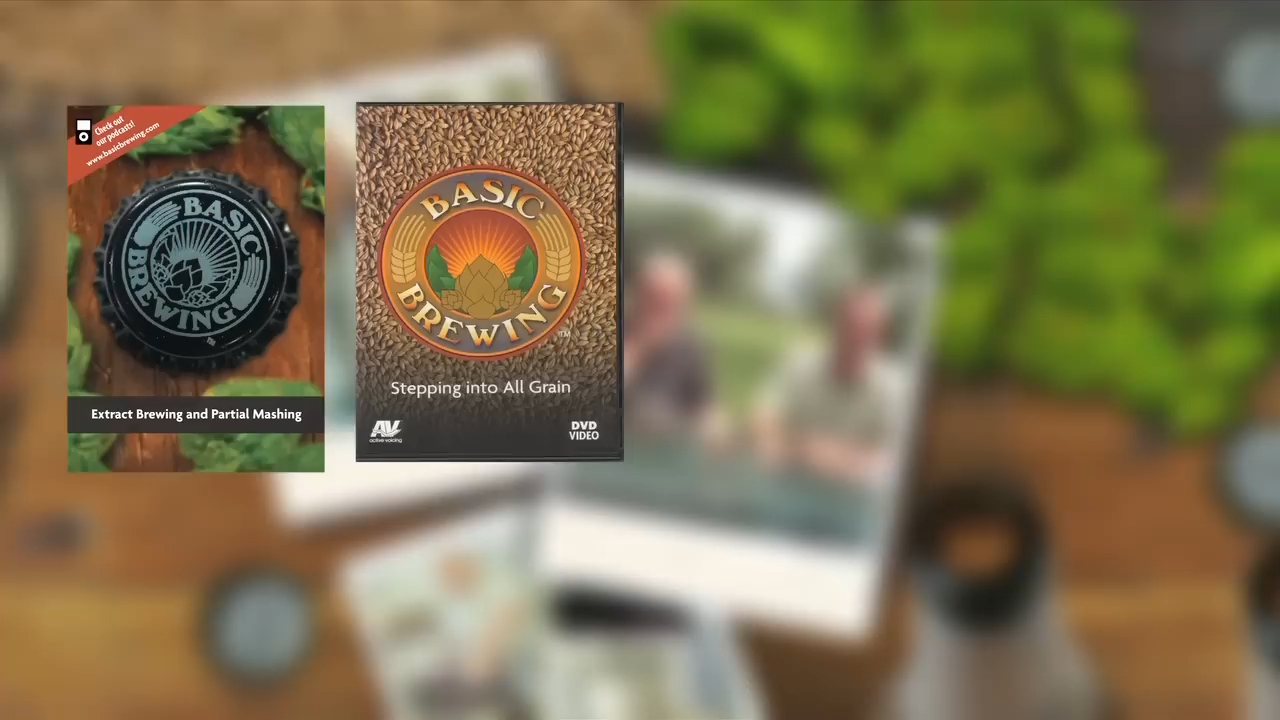 Check out
our podcasts!
www.basicbrewing.com
BASIC
BREWING
TM
Extract Brewing and Partial Mashing
BASIC
BREWING
TM
Stepping into All Grain
AV
active voicing
DVD
VIDEO